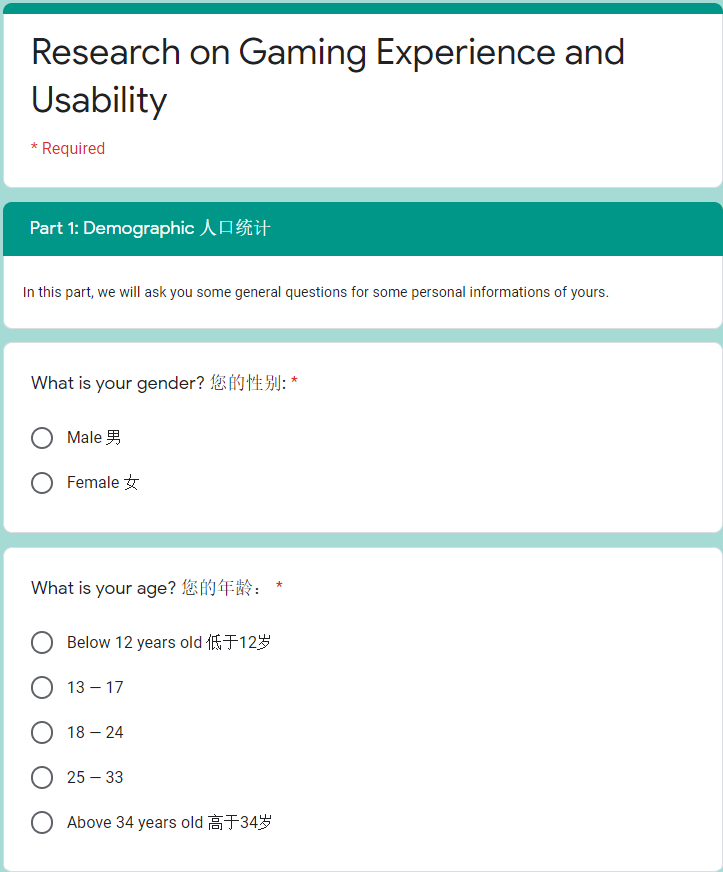 Research on Gaming Experience and
Usability
* Required
Part 1: Demographic 人口统计
In this part, we will ask you some general questions for some personal informations of yours.
What is your gender? 您的性别: *
Male 男
Female 女
What is your age? 您的年龄： *
Below 12 years old 低于12岁
13 – 17
18 – 24
25 – 33
Above 34 years old 高于34岁